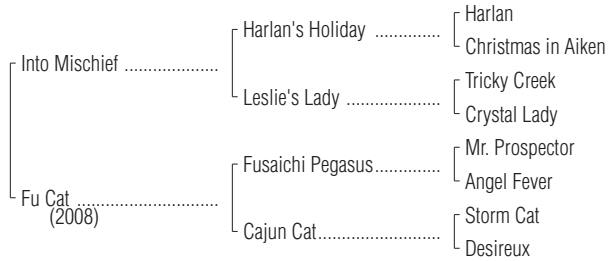 Harlan
Harlan's Holiday ..............
Christmas in Aiken
Into Mischief ....................
Tricky Creek
Leslie's Lady ....................
Crystal Lady
Mr. Prospector
Fusaichi Pegasus..............
Angel Fever
Fu Cat ..............................
(2008)
Storm Cat
Cajun Cat..........................
Desireux